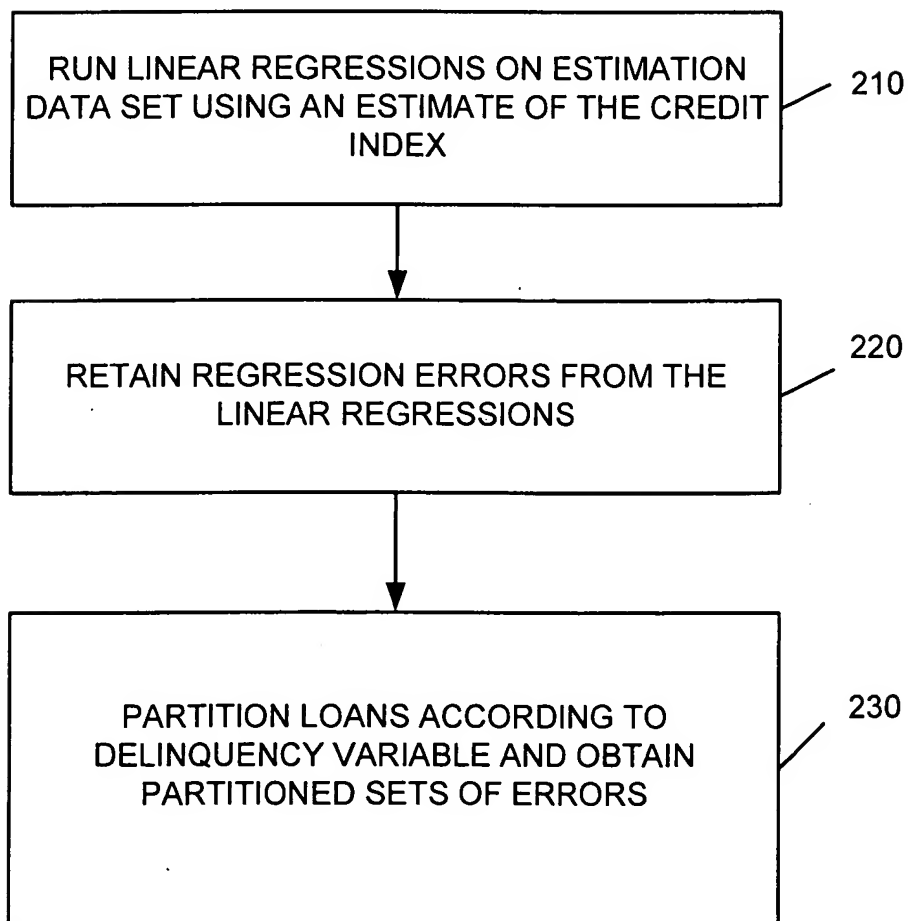 RUN LINEAR REGRESSIONS ON ESTIMATION
DATA SET USING AN ESTIMATE OF THE CREDIT
INDEX
210
RETAIN REGRESSION ERRORS FROM THE
LINEAR REGRESSIONS
220
PARTITION LOANS ACCORDING TO
DELINQUENCY VARIABLE AND OBTAIN
PARTITIONED SETS OF ERRORS
230